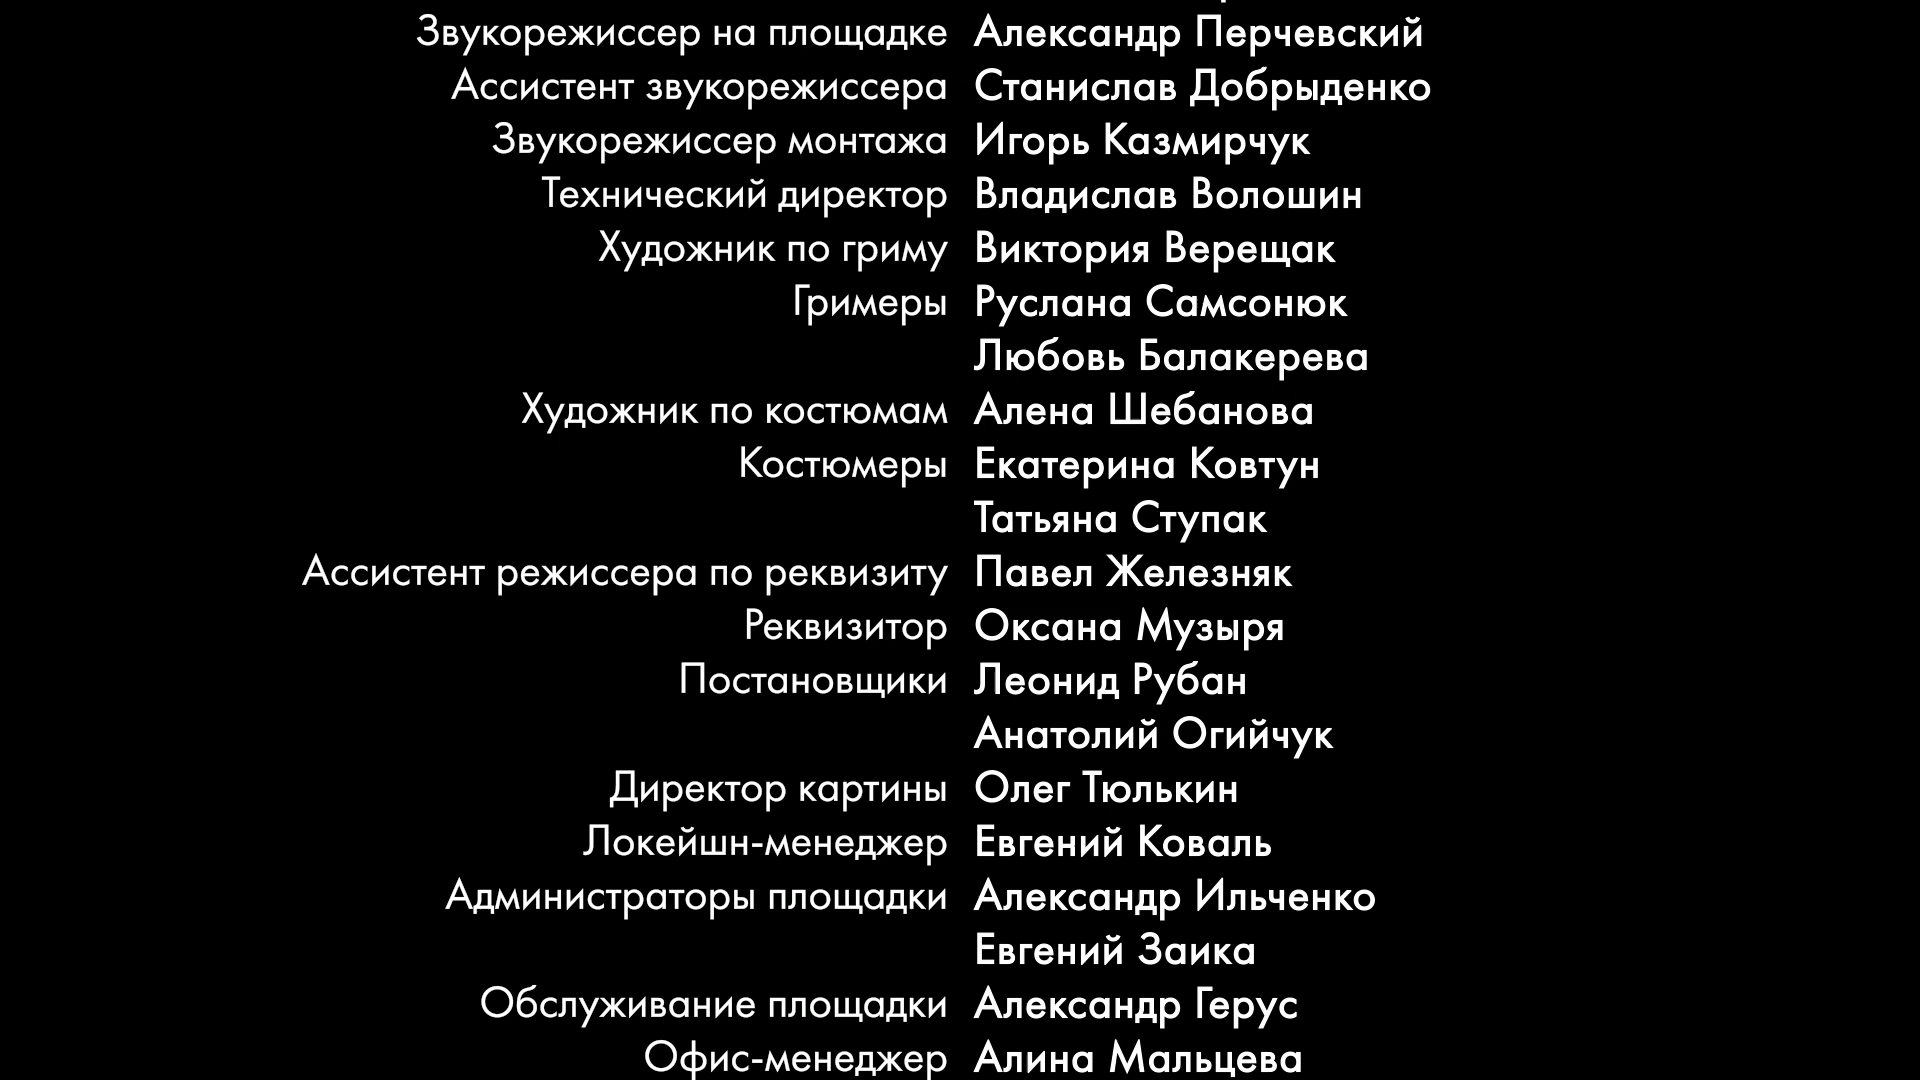 Звукорежиссер на площадке Александр Перчевский
Ассистент звукорежиссера Станислав Добрыденко
Звукорежиссер монтажа Игорь Казмирчук
Технический директор Владислав Волошин
Художник по гриму Виктория Верещак
Гримеры Руслана Самсонюк
Любовь Балакерева
Художник по костюмам Алена Шебанова
Костюмеры Екатерина Ковтун
Татьяна Ступак
Ассистент режиссера по реквизиту Павел Железняк
Реквизитор Оксана Музыря
Постановщики Леонид Рубан
Анатолий Огийчук
Директор картины Олег Тюлькин
Локейшн-менеджер Евгений Коваль
Администраторы площадки Александр Ильченко
Евгений Заика
Обслуживание площадки Александр Герус
Офис-менеджер Алина Мальцева